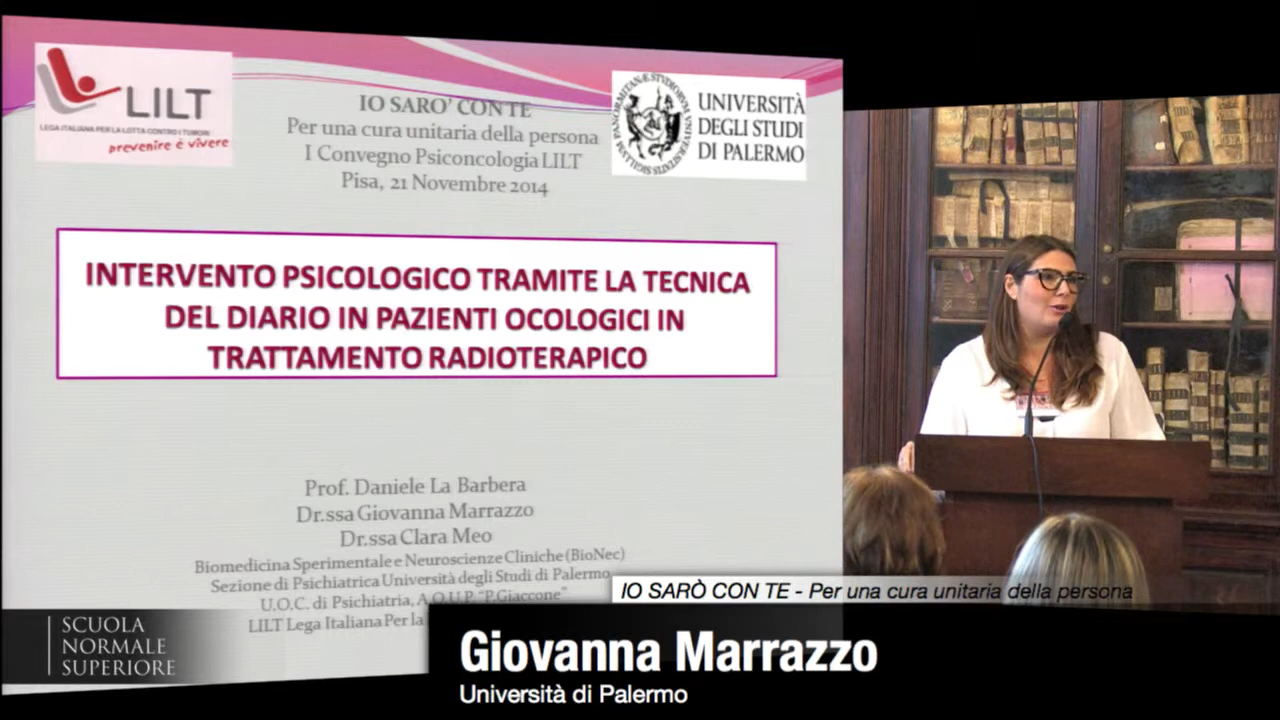 LILT
LEGA ITALIANA PER LA LOTTA CONTRO I TUMORI
prevenire è vivere
IO SARO' CON TE
Per una cura unitaria della persona
I Convegno Psiconcologia LILT
Pisa, 21 Novembre 2014
SIGILLVM PANORMITANÆ STVDIORVM VNIVERSITATIS
UNIVERSITÀ
DEGLI STUDI
DI PALERMO
INTERVENTO PSICOLOGICO TRAMITE LA TECNICA
DEL DIARIO IN PAZIENTI OCOLOGICI IN
TRATTAMENTO RADIOTERAPICO
Prof. Daniele La Barbera
Dr.ssa Giovanna Marrazzo
Dr.ssa Clara Meo
Biomedicina Sperimentale e Neuroscienze Cliniche (BioNec)
Sezione di Psichiatrica Università degli Studi di Palermo
U.O.C. di Psichiatria, A.O.U.P. "P.Giaccone"
LILT Lega Italiana Per la
IO SARÒ CON TE - Per una cura unitaria della persona
SCUOLA
NORMALE
SUPERIORE
Giovanna Marrazzo
Università di Palermo